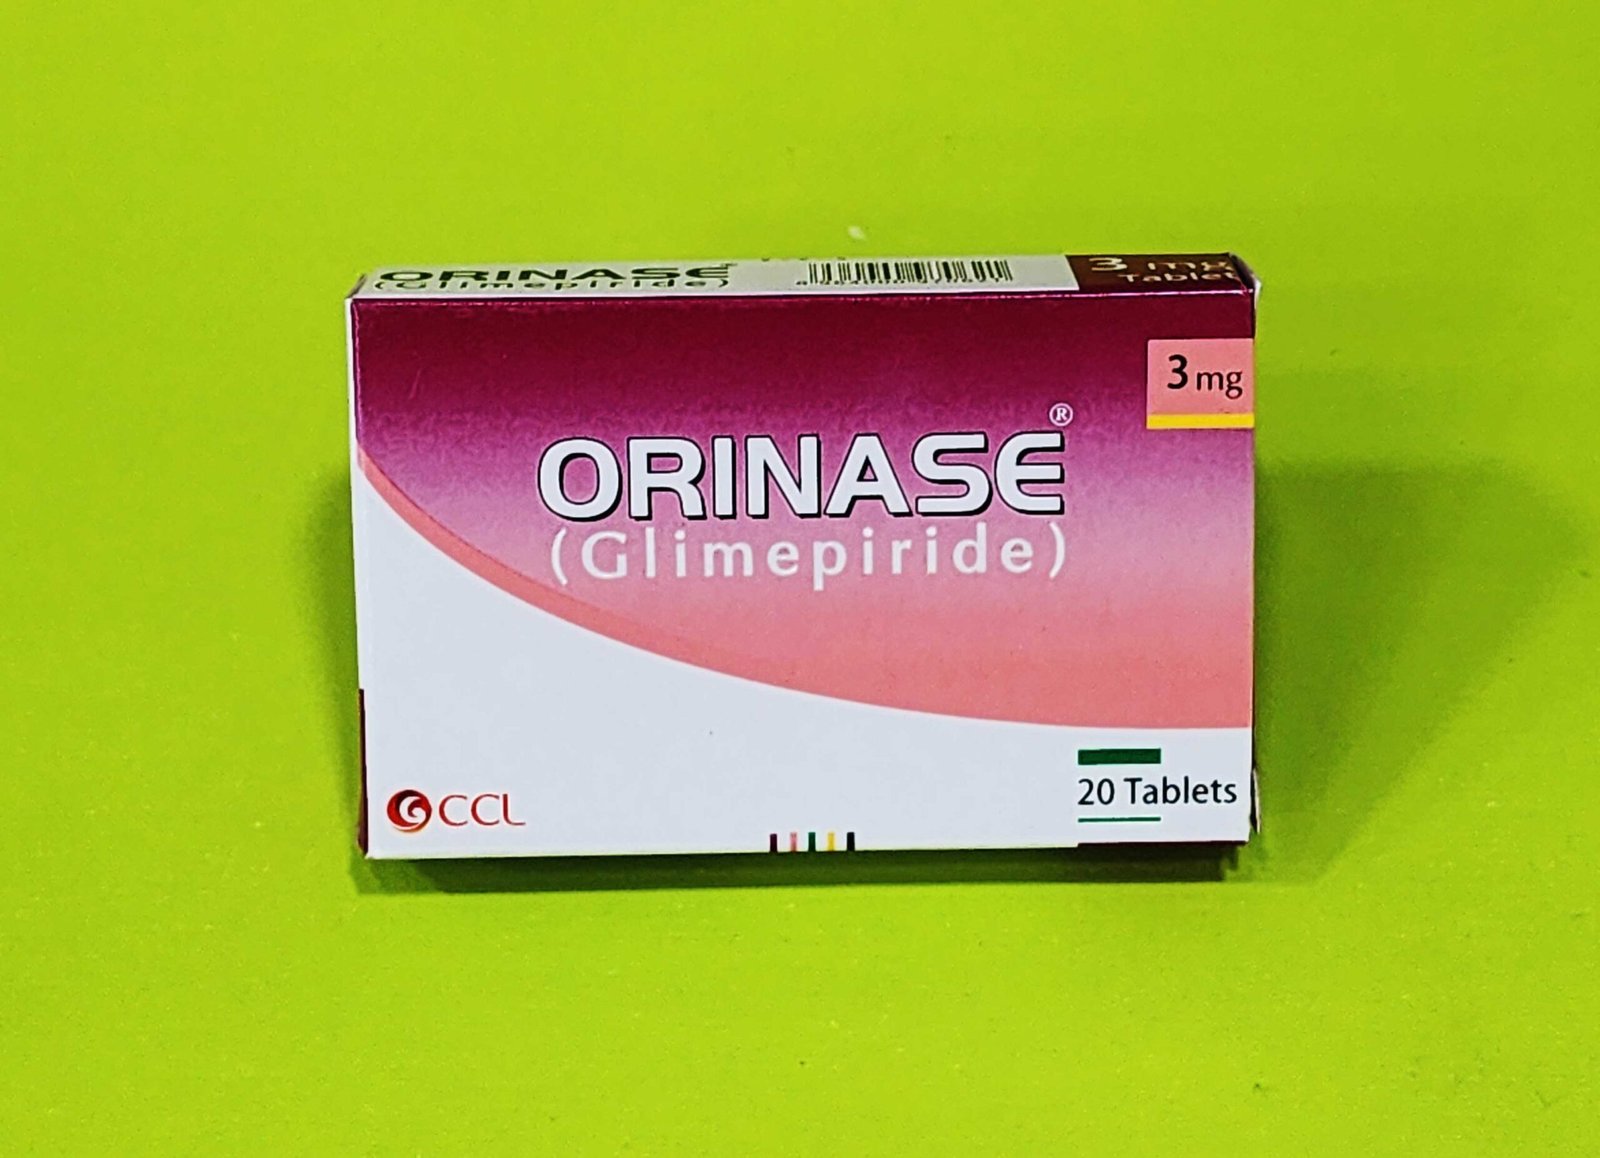 ORINASE
(Glimepiride)
3 mg
Tablet
3 mg
ORINASE®
(Glimepiride)
CCL
20 Tablets